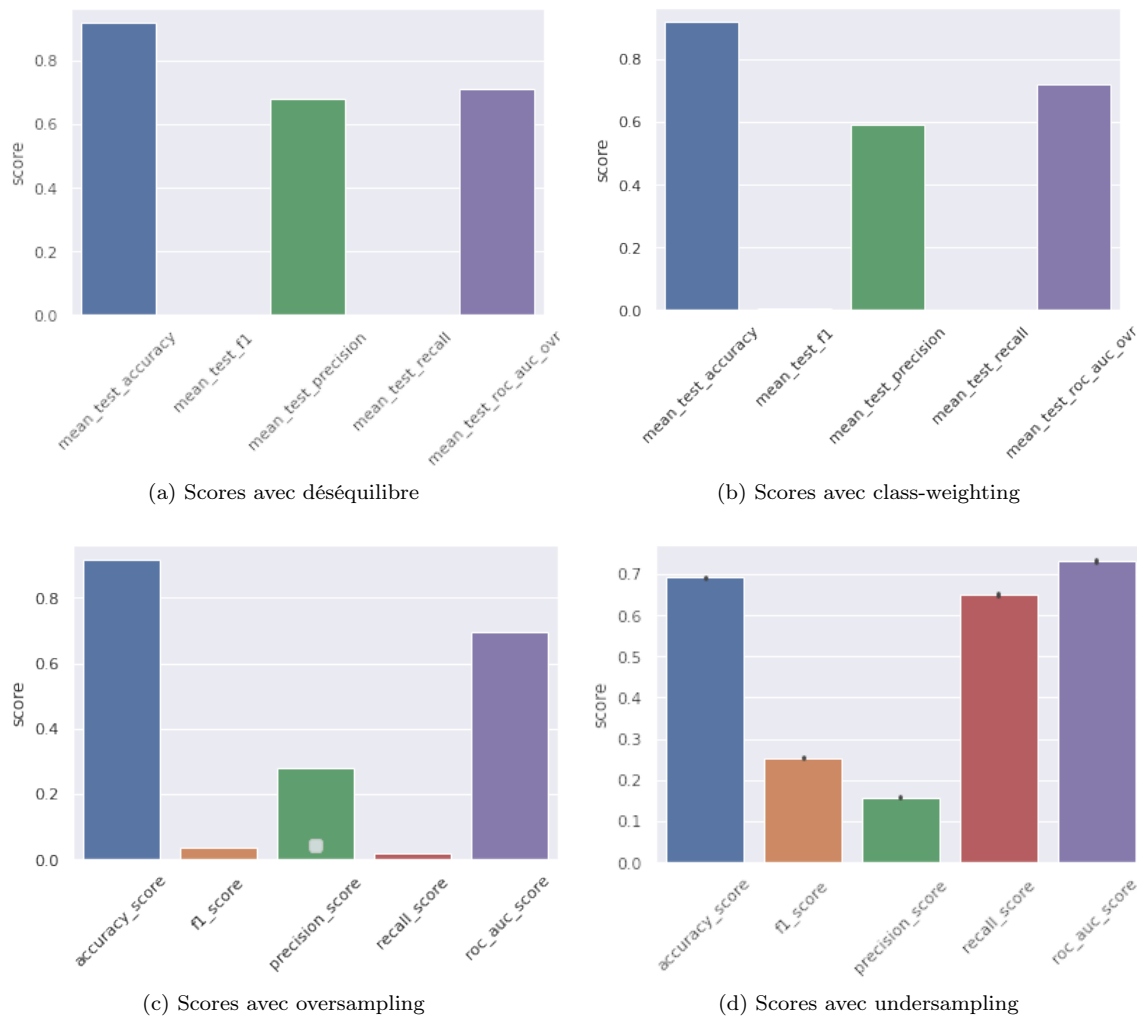 0.8
0.6
0.4
0.2
0.0
score
mean_test_accuracy
mean_test_f1
mean_test_precision
mean_test_recall
mean_test_roc_auc_ovr
(a) Scores avec déséquilibre
0.8
0.6
0.4
0.2
0.0
score
mean_test_accuracy
mean_test_f1
mean_test_precision
mean_test_recall
mean_test_roc_auc_ovr
(b) Scores avec class-weighting
0.8
0.6
0.4
0.2
0.0
score
accuracy_score
f1_score
precision_score
recall_score
roc_auc_score
(c) Scores avec oversampling
0.7
0.6
0.5
0.4
0.3
0.2
0.1
0.0
score
accuracy_score
f1_score
precision_score
recall_score
roc_auc_score
(d) Scores avec undersampling